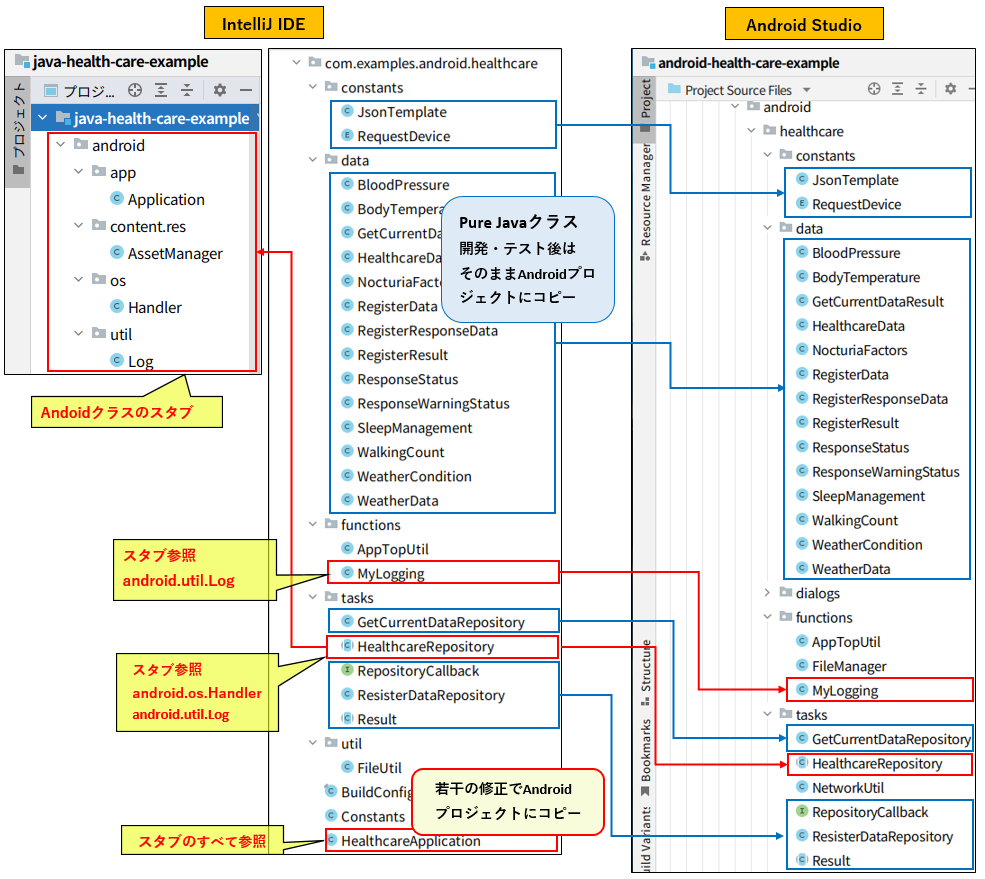 IntelliJ IDE
Android Studio
java-health-care-example
プロジ...
プロジェクト
java-health-care-example
android
app
Application
content.res
AssetManager
os
Handler
util
Log
Andoidクラスのスタブ
com.examples.android.healthcare
constants
JsonTemplate
RequestDevice
data
BloodPressure
BodyTempera
GetCurrentDa
HealthcareDa
NocturiaFacto
RegisterData
RegisterResponseData
RegisterResult
ResponseStatus
ResponseWarningStatus
SleepManagement
WalkingCount
WeatherCondition
WeatherData
functions
AppTopUtil
MyLogging
tasks
GetCurrentDataRepository
HealthcareRepository
RepositoryCallback
ResisterDataRepository
Result
util
FileUtil
BuildConfig
Constants
HealthcareApplication
Pure Javaクラス
開発・テスト後は
そのままAndroidプロ
ジェクトにコピー
スタブ参照
android.util.Log
スタブ参照
android.os.Handler
android.util.Log
スタブのすべて参照
若干の修正でAndroid
プロジェクトにコピー
android-health-care-example
Project
Resource Manager
Structure
Bookmarks
uild Variants
Project Source Files
android
healthcare
constants
JsonTemplate
RequestDevice
data
BloodPressure
BodyTemperature
GetCurrentDataResult
HealthcareData
NocturiaFactors
RegisterData
RegisterResponseData
RegisterResult
ResponseStatus
ResponseWarningStatus
SleepManagement
WalkingCount
WeatherCondition
WeatherData
dialogs
functions
AppTopUtil
FileManager
MyLogging
tasks
GetCurrentDataRepository
HealthcareRepository
NetworkUtil
RepositoryCallback
ResisterDataRepository
Result